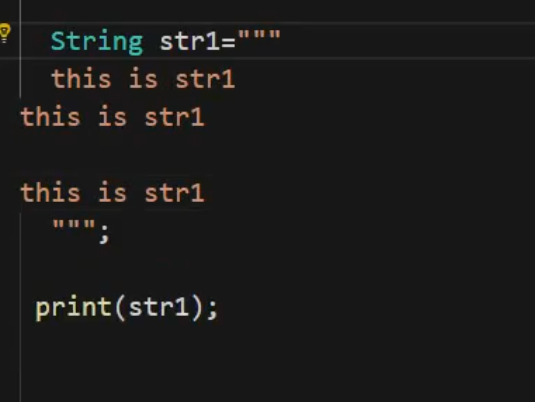 String str1="""
this is str1
this is str1
this is str1
""";
print(str1);